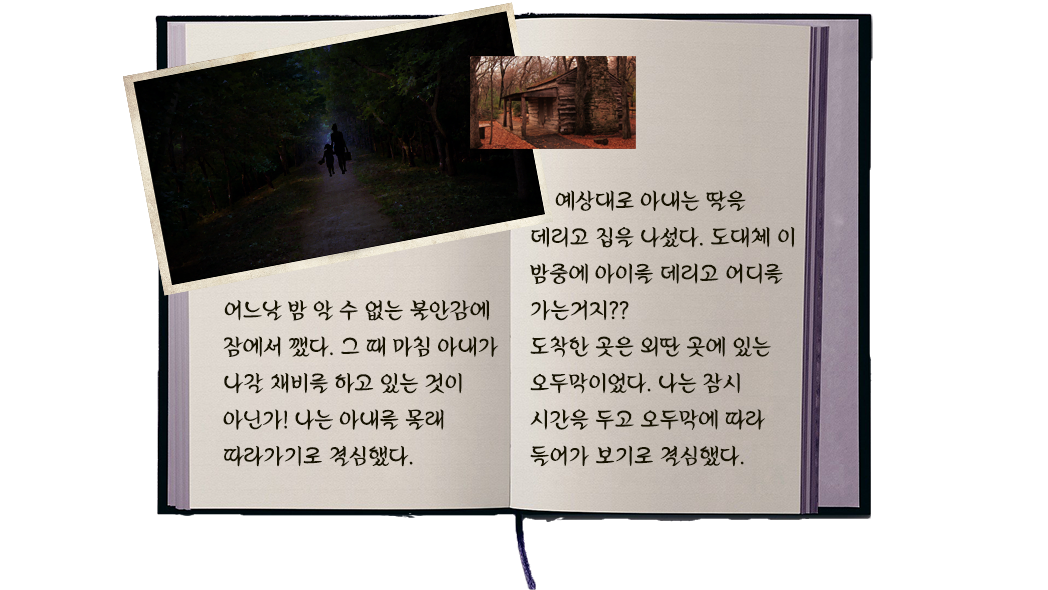 어느날 밤 알 수 없는 불안감에
잠에서 깼다. 그 때 마침 아내가
나갈 채비를 하고 있는 것이
아닌가! 나는 아내를 몰래
따라가기로 결심했다.
예상대로 아내는 딸을
데리고 집을 나섰다. 도대체 이
밤중에 아이를 데리고 어디를
가는거지??
도착한 곳은 외딴 곳에 있는
오두막이었다. 나는 잠시
시간을 두고 오두막에 따라
들어가 보기로 결심했다.